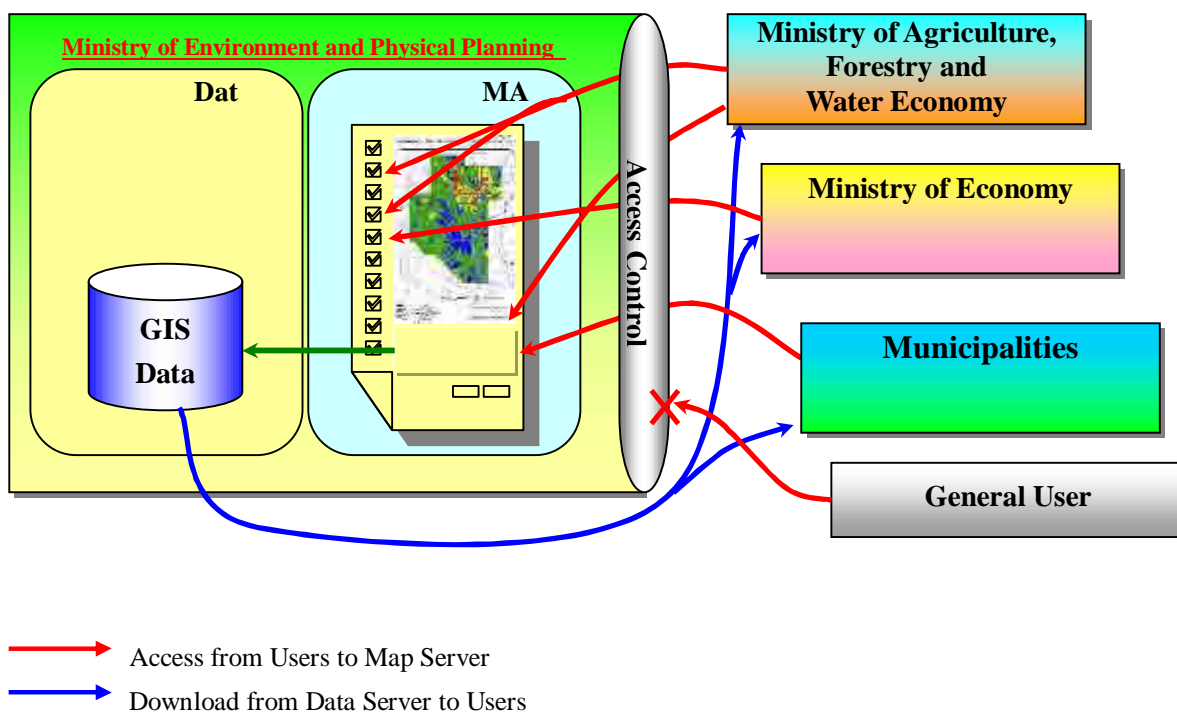 Ministry of Environment and Physical Planning
Dat
MA
GIS
Data
Access Control
Ministry of Agriculture,
Forestry and
Water Economy
Ministry of Economy
Municipalities
General User
Access from Users to Map Server
Download from Data Server to Users